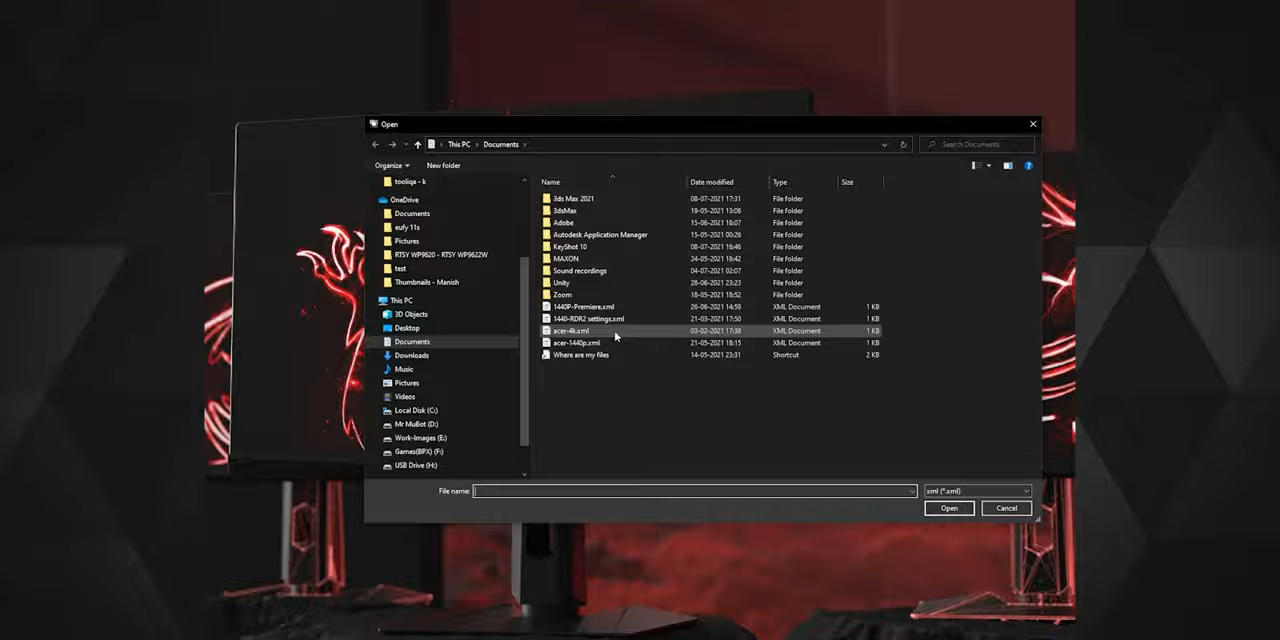 Open
This PC > Documents >
Search Documents
Organize
New folder
tooliqa - k
OneDrive
Documents
eufy 11s
Pictures
RTSY WP9620 - RTSY WP9622W
test
Thumbnails - Manish
This PC
3D Objects
Desktop
Documents
Downloads
Music
Pictures
Videos
Local Disk (C:)
Mr MuBot (D:)
Work-Images (E:)
Games(BPX) (F:)
USB Drive (H:)
Name Date modified Type Size
3ds Max 2021 08-07-2021 17:31 File folder
3dsMax 19-05-2021 13:06 File folder
Adobe 15-06-2021 18:07 File folder
Autodesk Application Manager 15-05-2021 00:26 File folder
KeyShot 10 08-07-2021 16:46 File folder
MAXON 24-05-2021 18:42 File folder
Sound recordings 04-07-2021 02:07 File folder
Unity 28-06-2021 23:23 File folder
Zoom 18-05-2021 18:52 File folder
1440P-Premiere.xml 26-06-2021 14:59 XML Document 1 KB
1440-RDR2 settings.xml 21-03-2021 17:50 XML Document 1 KB
acer-4k.xml 03-02-2021 17:38 XML Document 1 KB
acer-1440p.xml 21-05-2021 18:15 XML Document 1 KB
Where are my files 14-05-2021 23:31 Shortcut 2 KB
File name:
xml (*.xml)
Open
Cancel